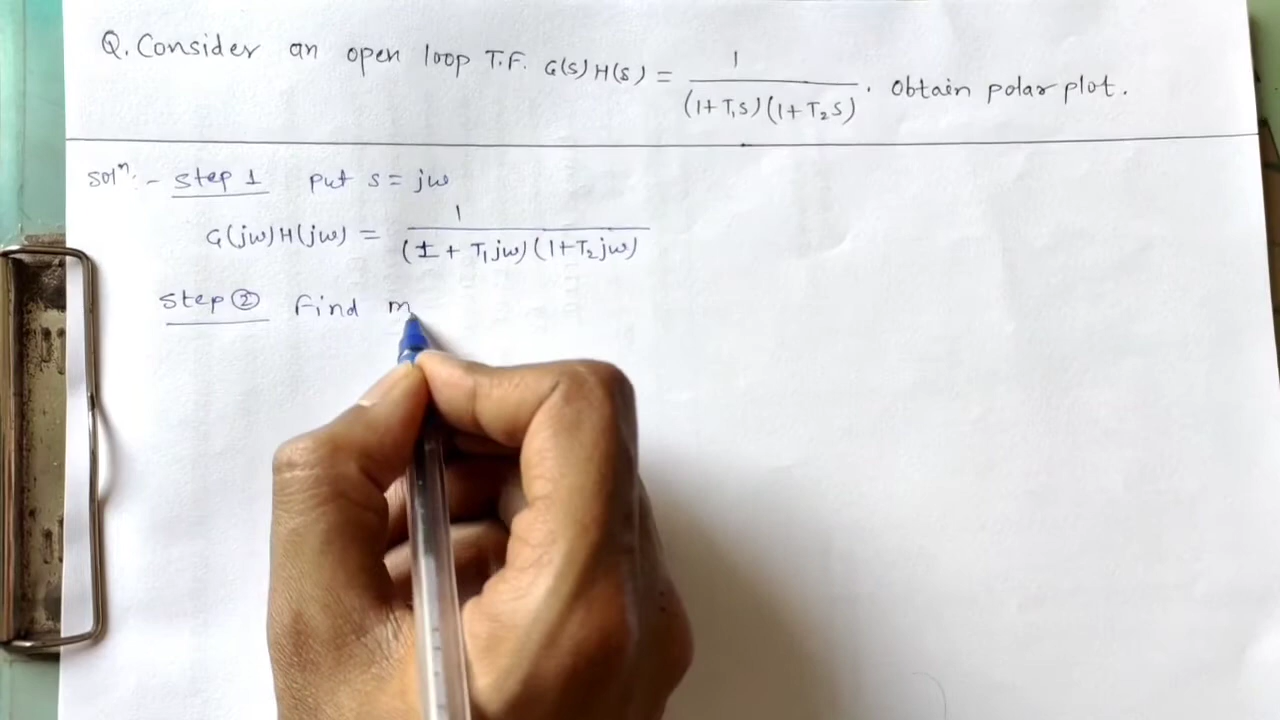 Q. Consider an open loop T.F. G(s) H(s) = 1 / (1+T₁s)(1+T₂s) . Obtain polar plot.
Solⁿ:- Step 1 put s = jω
G(jω)H(jω) = 1 / (1 + T₁jω)(1+T₂jω)
Step ② Find m